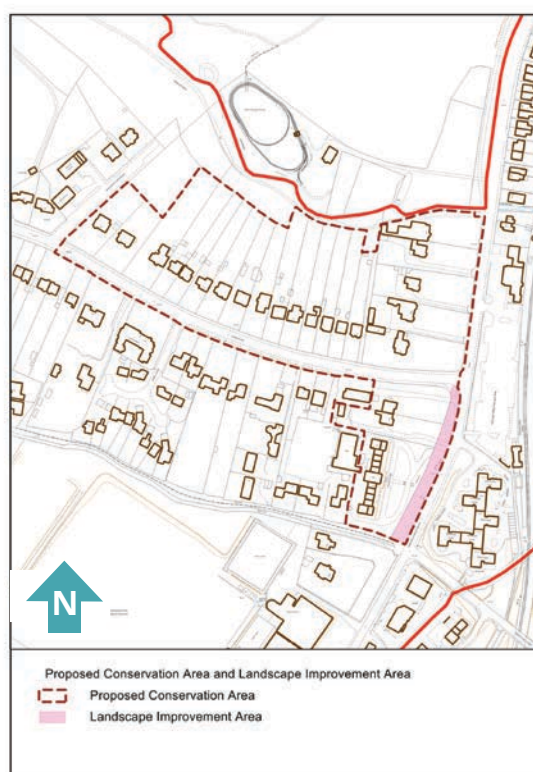 N
Proposed Conservation Area and Landscape Improvement Area
Proposed Conservation Area
Landscape Improvement Area